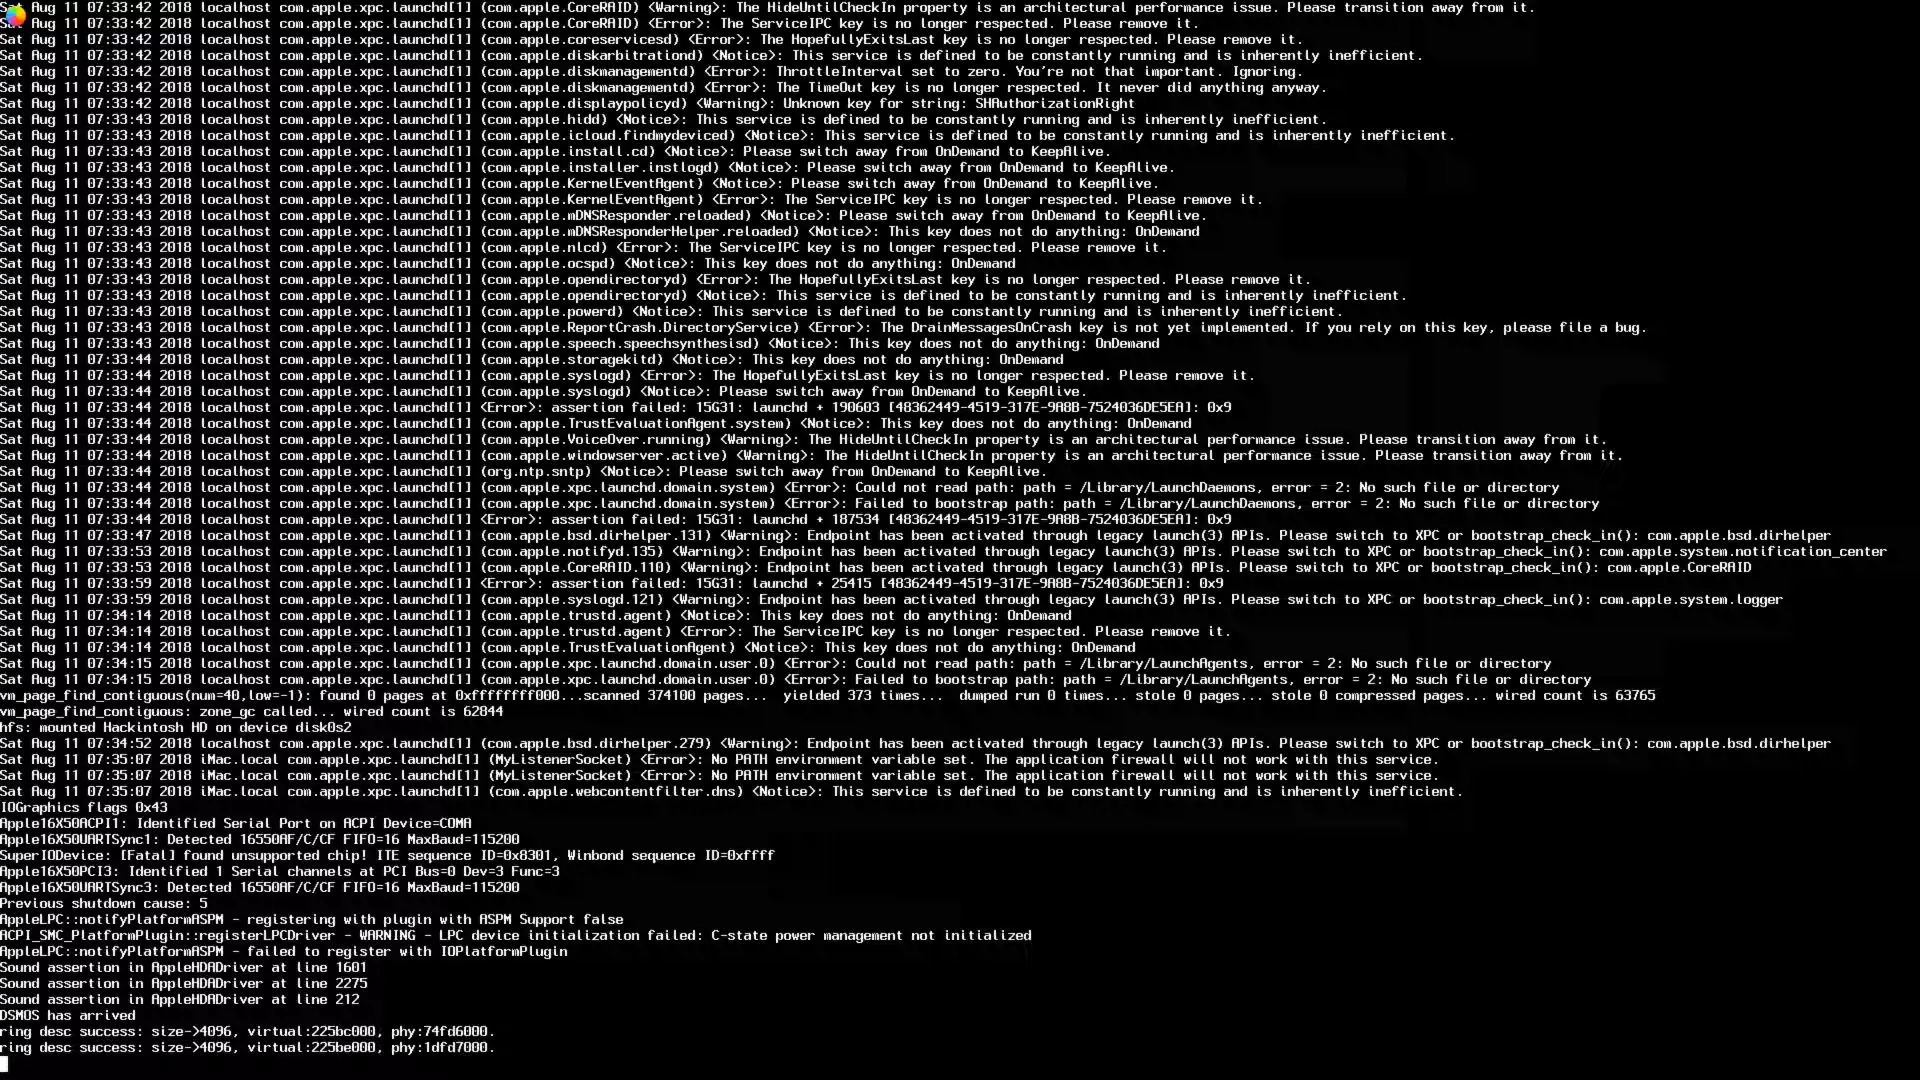 Sat Aug 11 07:33:42 2018 localhost com.apple.xpc.launchd[1] (com.apple.CoreRAID) <Warning>: The HideUntilCheckIn property is an architectural performance issue. Please transition away from it.
Sat Aug 11 07:33:42 2018 localhost com.apple.xpc.launchd[1] (com.apple.CoreRAID) <Error>: The ServiceIPC key is no longer respected. Please remove it.
Sat Aug 11 07:33:42 2018 localhost com.apple.xpc.launchd[1] (com.apple.coreservicesd) <Error>: The HopefullyExitsLast key is no longer respected. Please remove it.
Sat Aug 11 07:33:42 2018 localhost com.apple.xpc.launchd[1] (com.apple.diskarbitrationd) <Notice>: This service is defined to be constantly running and is inherently inefficient.
Sat Aug 11 07:33:42 2018 localhost com.apple.xpc.launchd[1] (com.apple.diskmanagementd) <Error>: ThrottleInterval set to zero. You're not that important. Ignoring.
Sat Aug 11 07:33:42 2018 localhost com.apple.xpc.launchd[1] (com.apple.diskmanagementd) <Error>: The TimeOut key is no longer respected. It never did anything anyway.
Sat Aug 11 07:33:42 2018 localhost com.apple.xpc.launchd[1] (com.apple.displaypolicyd) <Warning>: Unknown key for string: SHAuthorizationRight
Sat Aug 11 07:33:43 2018 localhost com.apple.xpc.launchd[1] (com.apple.hidd) <Notice>: This service is defined to be constantly running and is inherently inefficient.
Sat Aug 11 07:33:43 2018 localhost com.apple.xpc.launchd[1] (com.apple.icloud.findmydeviced) <Notice>: This service is defined to be constantly running and is inherently inefficient.
Sat Aug 11 07:33:43 2018 localhost com.apple.xpc.launchd[1] (com.apple.install.cd) <Notice>: Please switch away from OnDemand to KeepAlive.
Sat Aug 11 07:33:43 2018 localhost com.apple.xpc.launchd[1] (com.apple.installer.instlogd) <Notice>: Please switch away from OnDemand to KeepAlive.
Sat Aug 11 07:33:43 2018 localhost com.apple.xpc.launchd[1] (com.apple.KernelEventAgent) <Notice>: Please switch away from OnDemand to KeepAlive.
Sat Aug 11 07:33:43 2018 localhost com.apple.xpc.launchd[1] (com.apple.KernelEventAgent) <Error>: The ServiceIPC key is no longer respected. Please remove it.
Sat Aug 11 07:33:43 2018 localhost com.apple.xpc.launchd[1] (com.apple.mDNSResponder.reloaded) <Notice>: Please switch away from OnDemand to KeepAlive.
Sat Aug 11 07:33:43 2018 localhost com.apple.xpc.launchd[1] (com.apple.mDNSResponderHelper.reloaded) <Notice>: This key does not do anything: OnDemand
Sat Aug 11 07:33:43 2018 localhost com.apple.xpc.launchd[1] (com.apple.nlcd) <Error>: The ServiceIPC key is no longer respected. Please remove it.
Sat Aug 11 07:33:43 2018 localhost com.apple.xpc.launchd[1] (com.apple.ocspd) <Notice>: This key does not do anything: OnDemand
Sat Aug 11 07:33:43 2018 localhost com.apple.xpc.launchd[1] (com.apple.opendirectoryd) <Error>: The HopefullyExitsLast key is no longer respected. Please remove it.
Sat Aug 11 07:33:43 2018 localhost com.apple.xpc.launchd[1] (com.apple.opendirectoryd) <Notice>: This service is defined to be constantly running and is inherently inefficient.
Sat Aug 11 07:33:43 2018 localhost com.apple.xpc.launchd[1] (com.apple.powerd) <Notice>: This service is defined to be constantly running and is inherently inefficient.
Sat Aug 11 07:33:43 2018 localhost com.apple.xpc.launchd[1] (com.apple.ReportCrash.DirectoryService) <Error>: The DrainMessagesOnCrash key is not yet implemented. If you rely on this key, please file a bug.
Sat Aug 11 07:33:43 2018 localhost com.apple.xpc.launchd[1] (com.apple.speech.speechsynthesisd) <Notice>: This key does not do anything: OnDemand
Sat Aug 11 07:33:44 2018 localhost com.apple.xpc.launchd[1] (com.apple.storagekitd) <Notice>: This key does not do anything: OnDemand
Sat Aug 11 07:33:44 2018 localhost com.apple.xpc.launchd[1] (com.apple.syslogd) <Error>: The HopefullyExitsLast key is no longer respected. Please remove it.
Sat Aug 11 07:33:44 2018 localhost com.apple.xpc.launchd[1] (com.apple.syslogd) <Notice>: Please switch away from OnDemand to KeepAlive.
Sat Aug 11 07:33:44 2018 localhost com.apple.xpc.launchd[1] <Error>: assertion failed: 15G31: launchd + 190603 [48362449-4519-317E-9A8B-7524036DE5EA]: 0x9
Sat Aug 11 07:33:44 2018 localhost com.apple.xpc.launchd[1] (com.apple.TrustEvaluationAgent.system) <Notice>: This key does not do anything: OnDemand
Sat Aug 11 07:33:44 2018 localhost com.apple.xpc.launchd[1] (com.apple.VoiceOver.running) <Warning>: The HideUntilCheckIn property is an architectural performance issue. Please transition away from it.
Sat Aug 11 07:33:44 2018 localhost com.apple.xpc.launchd[1] (com.apple.windowserver.active) <Warning>: The HideUntilCheckIn property is an architectural performance issue. Please transition away from it.
Sat Aug 11 07:33:44 2018 localhost com.apple.xpc.launchd[1] (org.ntp.sntp) <Notice>: Please switch away from OnDemand to KeepAlive.
Sat Aug 11 07:33:44 2018 localhost com.apple.xpc.launchd[1] (com.apple.xpc.launchd.domain.system) <Error>: Could not read path: path = /Library/LaunchDaemons, error = 2: No such file or directory
Sat Aug 11 07:33:44 2018 localhost com.apple.xpc.launchd[1] (com.apple.xpc.launchd.domain.system) <Error>: Failed to bootstrap path: path = /Library/LaunchDaemons, error = 2: No such file or directory
Sat Aug 11 07:33:44 2018 localhost com.apple.xpc.launchd[1] <Error>: assertion failed: 15G31: launchd + 187534 [48362449-4519-317E-9A8B-7524036DE5EA]: 0x9
Sat Aug 11 07:33:47 2018 localhost com.apple.xpc.launchd[1] (com.apple.bsd.dirhelper.131) <Warning>: Endpoint has been activated through legacy launch(3) APIs. Please switch to XPC or bootstrap_check_in(): com.apple.bsd.dirhelper
Sat Aug 11 07:33:53 2018 localhost com.apple.xpc.launchd[1] (com.apple.notifyd.135) <Warning>: Endpoint has been activated through legacy launch(3) APIs. Please switch to XPC or bootstrap_check_in(): com.apple.system.notification_center
Sat Aug 11 07:33:53 2018 localhost com.apple.xpc.launchd[1] (com.apple.CoreRAID.110) <Warning>: Endpoint has been activated through legacy launch(3) APIs. Please switch to XPC or bootstrap_check_in(): com.apple.CoreRAID
Sat Aug 11 07:33:59 2018 localhost com.apple.xpc.launchd[1] <Error>: assertion failed: 15G31: launchd + 25415 [48362449-4519-317E-9A8B-7524036DE5EA]: 0x9
Sat Aug 11 07:33:59 2018 localhost com.apple.xpc.launchd[1] (com.apple.syslogd.121) <Warning>: Endpoint has been activated through legacy launch(3) APIs. Please switch to XPC or bootstrap_check_in(): com.apple.system.logger
Sat Aug 11 07:34:14 2018 localhost com.apple.xpc.launchd[1] (com.apple.trustd.agent) <Notice>: This key does not do anything: OnDemand
Sat Aug 11 07:34:14 2018 localhost com.apple.xpc.launchd[1] (com.apple.trustd.agent) <Error>: The ServiceIPC key is no longer respected. Please remove it.
Sat Aug 11 07:34:14 2018 localhost com.apple.xpc.launchd[1] (com.apple.TrustEvaluationAgent) <Notice>: This key does not do anything: OnDemand
Sat Aug 11 07:34:15 2018 localhost com.apple.xpc.launchd[1] (com.apple.xpc.launchd.domain.user.0) <Error>: Could not read path: path = /Library/LaunchAgents, error = 2: No such file or directory
Sat Aug 11 07:34:15 2018 localhost com.apple.xpc.launchd[1] (com.apple.xpc.launchd.domain.user.0) <Error>: Failed to bootstrap path: path = /Library/LaunchAgents, error = 2: No such file or directory
vm_page_find_contiguous(num=40,low=-1): found 0 pages at 0xfffffffff000...scanned 374100 pages...  yielded 373 times...  dumped run 0 times... stole 0 pages... stole 0 compressed pages... wired count is 63765
vm_page_find_contiguous: zone_gc called... wired count is 62844
hfs: mounted Hackintosh HD on device disk0s2
Sat Aug 11 07:34:52 2018 localhost com.apple.xpc.launchd[1] (com.apple.bsd.dirhelper.279) <Warning>: Endpoint has been activated through legacy launch(3) APIs. Please switch to XPC or bootstrap_check_in(): com.apple.bsd.dirhelper
Sat Aug 11 07:35:07 2018 iMac.local com.apple.xpc.launchd[1] (MyListenerSocket) <Error>: No PATH environment variable set. The application firewall will not work with this service.
Sat Aug 11 07:35:07 2018 iMac.local com.apple.xpc.launchd[1] (MyListenerSocket) <Error>: No PATH environment variable set. The application firewall will not work with this service.
Sat Aug 11 07:35:07 2018 iMac.local com.apple.xpc.launchd[1] (com.apple.webcontentfilter.dns) <Notice>: This service is defined to be constantly running and is inherently inefficient.
IOGraphics flags 0x43
Apple16X50ACPI1: Identified Serial Port on ACPI Device=COMA
Apple16X50UARTSync1: Detected 16550AF/C/CF FIFO=16 MaxBaud=115200
SuperIODevice: [Fatal] found unsupported chip! ITE sequence ID=0x8301, Winbond sequence ID=0xffff
Apple16X50PCI3: Identified 1 Serial channels at PCI Bus=0 Dev=3 Func=3
Apple16X50UARTSync3: Detected 16550AF/C/CF FIFO=16 MaxBaud=115200
Previous shutdown cause: 5
AppleLPC::notifyPlatformASPM - registering with plugin with ASPM Support false
ACPI_SMC_PlatformPlugin::registerLPCDriver - WARNING - LPC device initialization failed: C-state power management not initialized
AppleLPC::notifyPlatformASPM - failed to register with IOPlatformPlugin
Sound assertion in AppleHDADriver at line 1601
Sound assertion in AppleHDADriver at line 2275
Sound assertion in AppleHDADriver at line 212
DSMOS has arrived
ring desc success: size->4096, virtual:225bc000, phy:74fd6000.
ring desc success: size->4096, virtual:225be000, phy:1dfd7000.